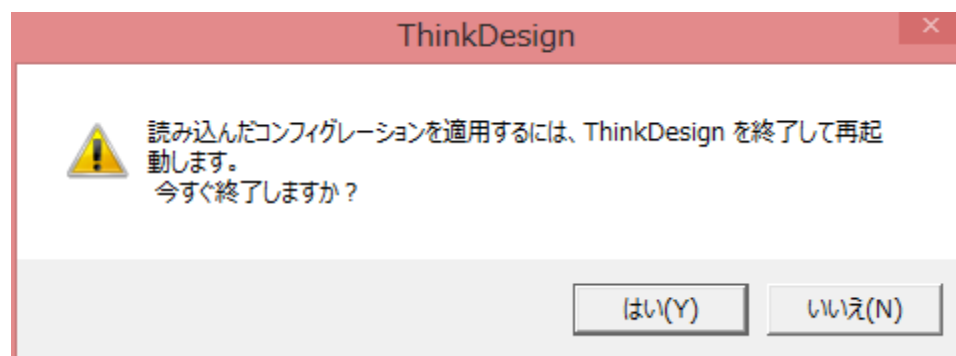 ThinkDesign
読み込んだコンフィグレーションを適用するには、ThinkDesign を終了して再起
動します。
今すぐ終了しますか？
はい(Y)
いいえ(N)